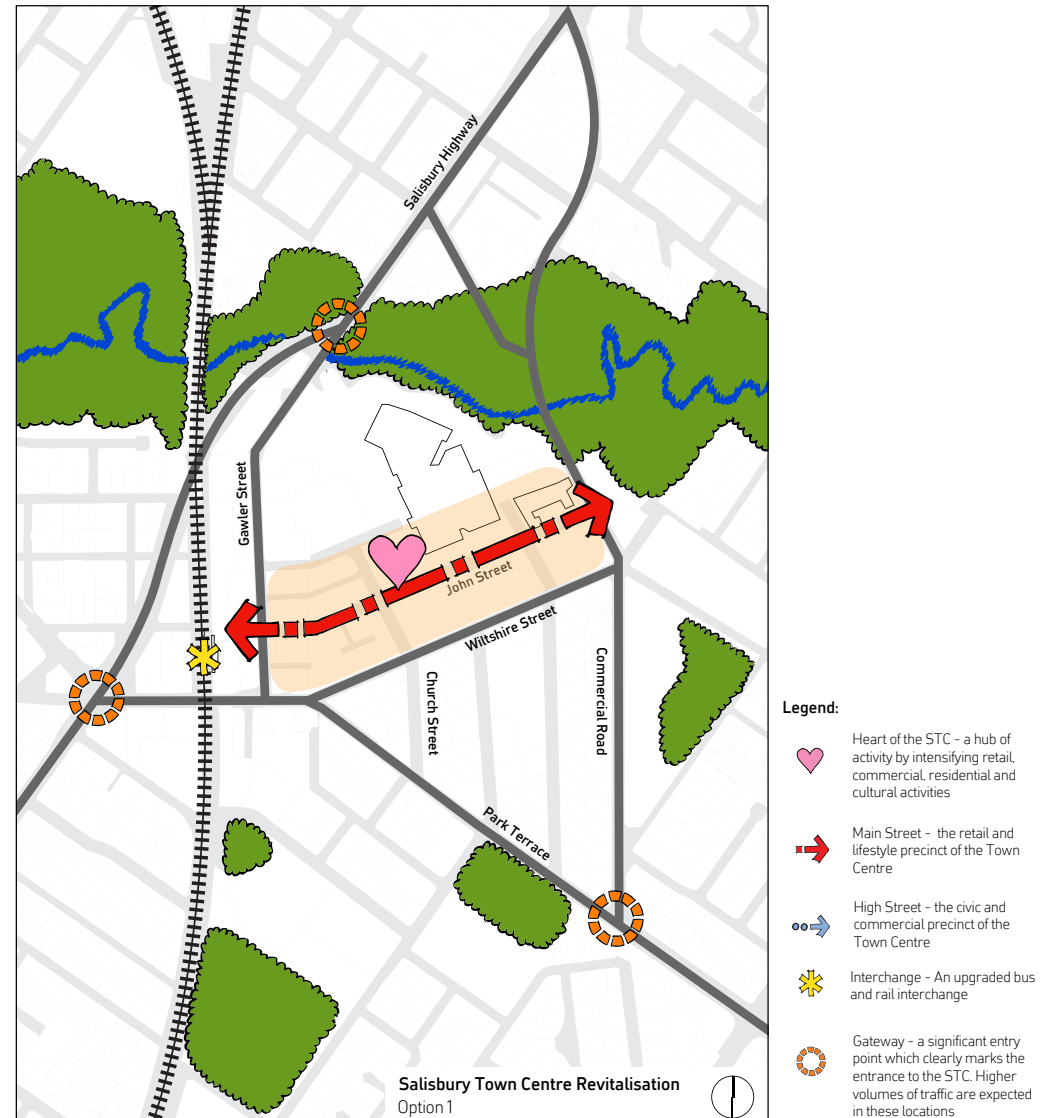 Salisbury Highway
Gawler Street
John Street
Wiltshire Street
Church Street
Commercial Road
Park Terrace
Salisbury Town Centre Revitalisation
Option 1
Legend:
Heart of the STC - a hub of
activity by intensifying retail,
commercial, residential and
cultural activities
Main Street - the retail and
lifestyle precinct of the Town
Centre
High Street - the civic and
commercial precinct of the
Town Centre
Interchange - An upgraded bus
and rail interchange
Gateway - a significant entry
point which clearly marks the
entrance to the STC. Higher
volumes of traffic are expected
in these locations